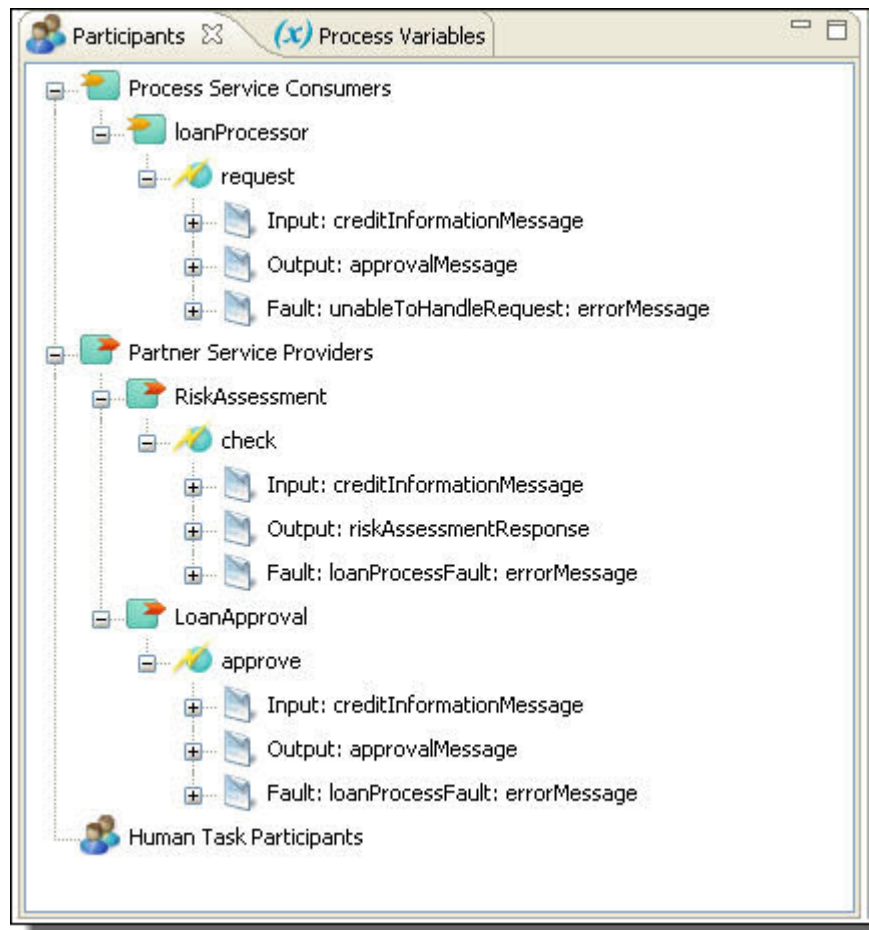 Participants (x) Process Variables
Process Service Consumers
loanProcessor
request
Input: creditInformationMessage
Output: approvalMessage
Fault: unableToHandleRequest: errorMessage
Partner Service Providers
RiskAssessment
check
Input: creditInformationMessage
Output: riskAssessmentResponse
Fault: loanProcessFault: errorMessage
LoanApproval
approve
Input: creditInformationMessage
Output: approvalMessage
Fault: loanProcessFault: errorMessage
Human Task Participants